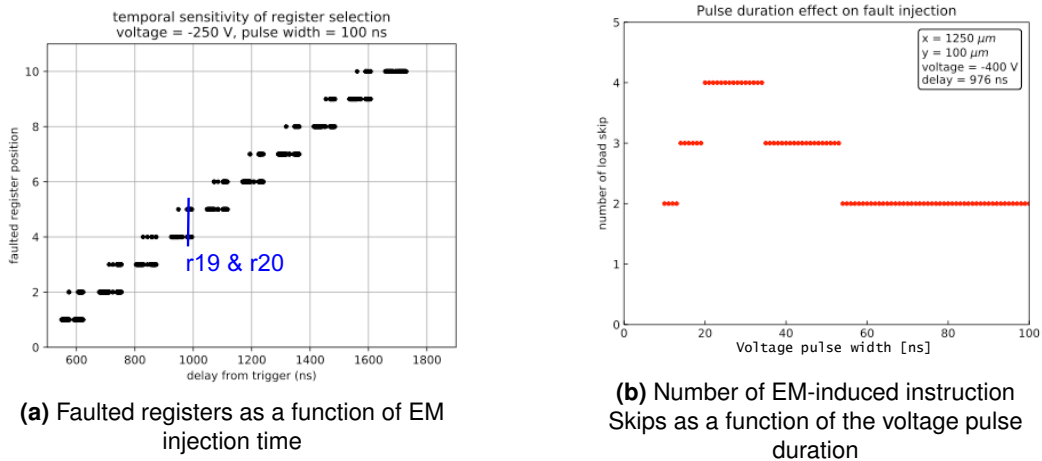 temporal sensitivity of register selection
voltage = -250 V, pulse width = 100 ns
10
8
6
4
2
0
faulted register position
r19 & r20
600 800 1000 1200 1400 1600 1800
delay from trigger (ns)
(a) Faulted registers as a function of EM
injection time
Pulse duration effect on fault injection
x = 1250 μm
y = 100 μm
voltage = -400 V
delay = 976 ns
5
4
3
2
1
0
number of load skip
0 20 40 60 80 100
Voltage pulse width [ns]
(b) Number of EM-induced instruction
Skips as a function of the voltage pulse
duration